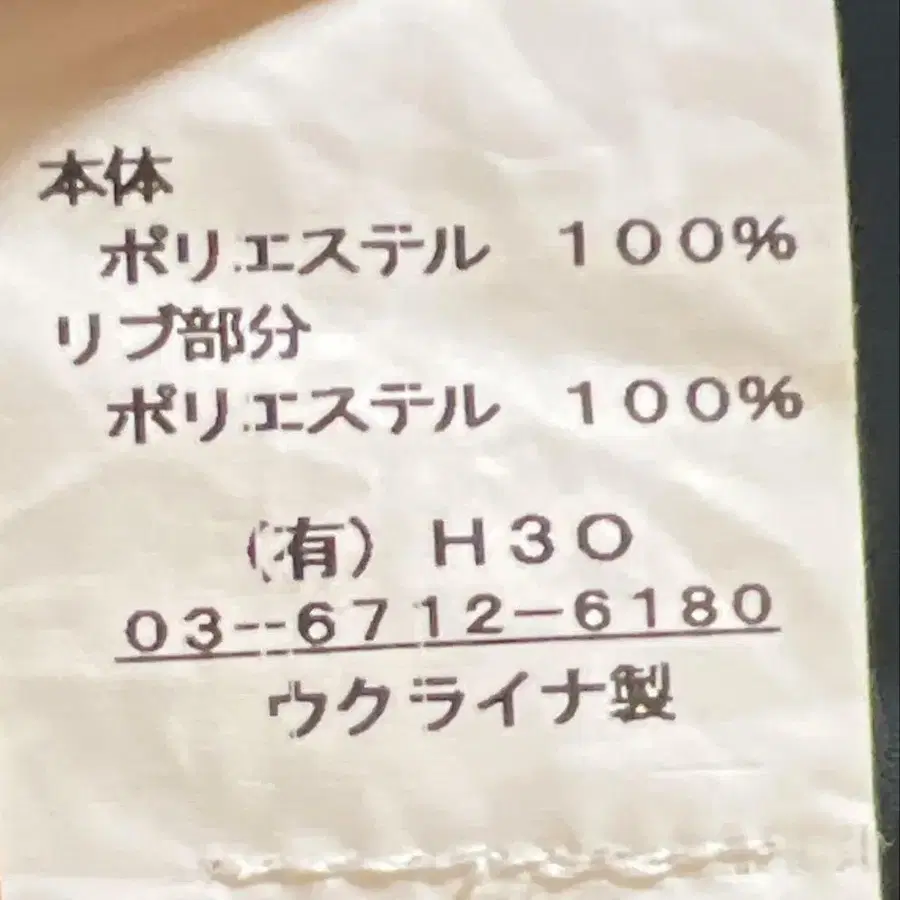 本体
ポリエステル　１００％
リブ部分
ポリエステル　１００％
（有）Ｈ３Ｏ
０３－６７１２－６１８０
ウクライナ製